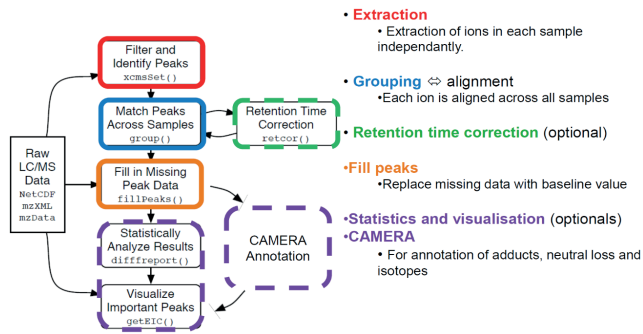 Filter and
Identify Peaks
xcmsSet()
Match Peaks
Across Samples
group()
Retention Time
Correction
retcor()
Raw
LC/MS
Data
NetCDF
mzXML
mzData
Fill in Missing
Peak Data
fillPeaks()
Statistically
Analyze Results
difffreport()
CAMERA
Annotation
Visualize
Important Peaks
getEIC()
• Extraction
• Extraction of ions in each sample
independantly.
• Grouping ⇔ alignment
•Each ion is aligned across all samples
• Retention time correction (optional)
•Fill peaks
• Replace missing data with baseline value
•Statistics and visualisation (optionals)
•CAMERA
• For annotation of adducts, neutral loss and
isotopes